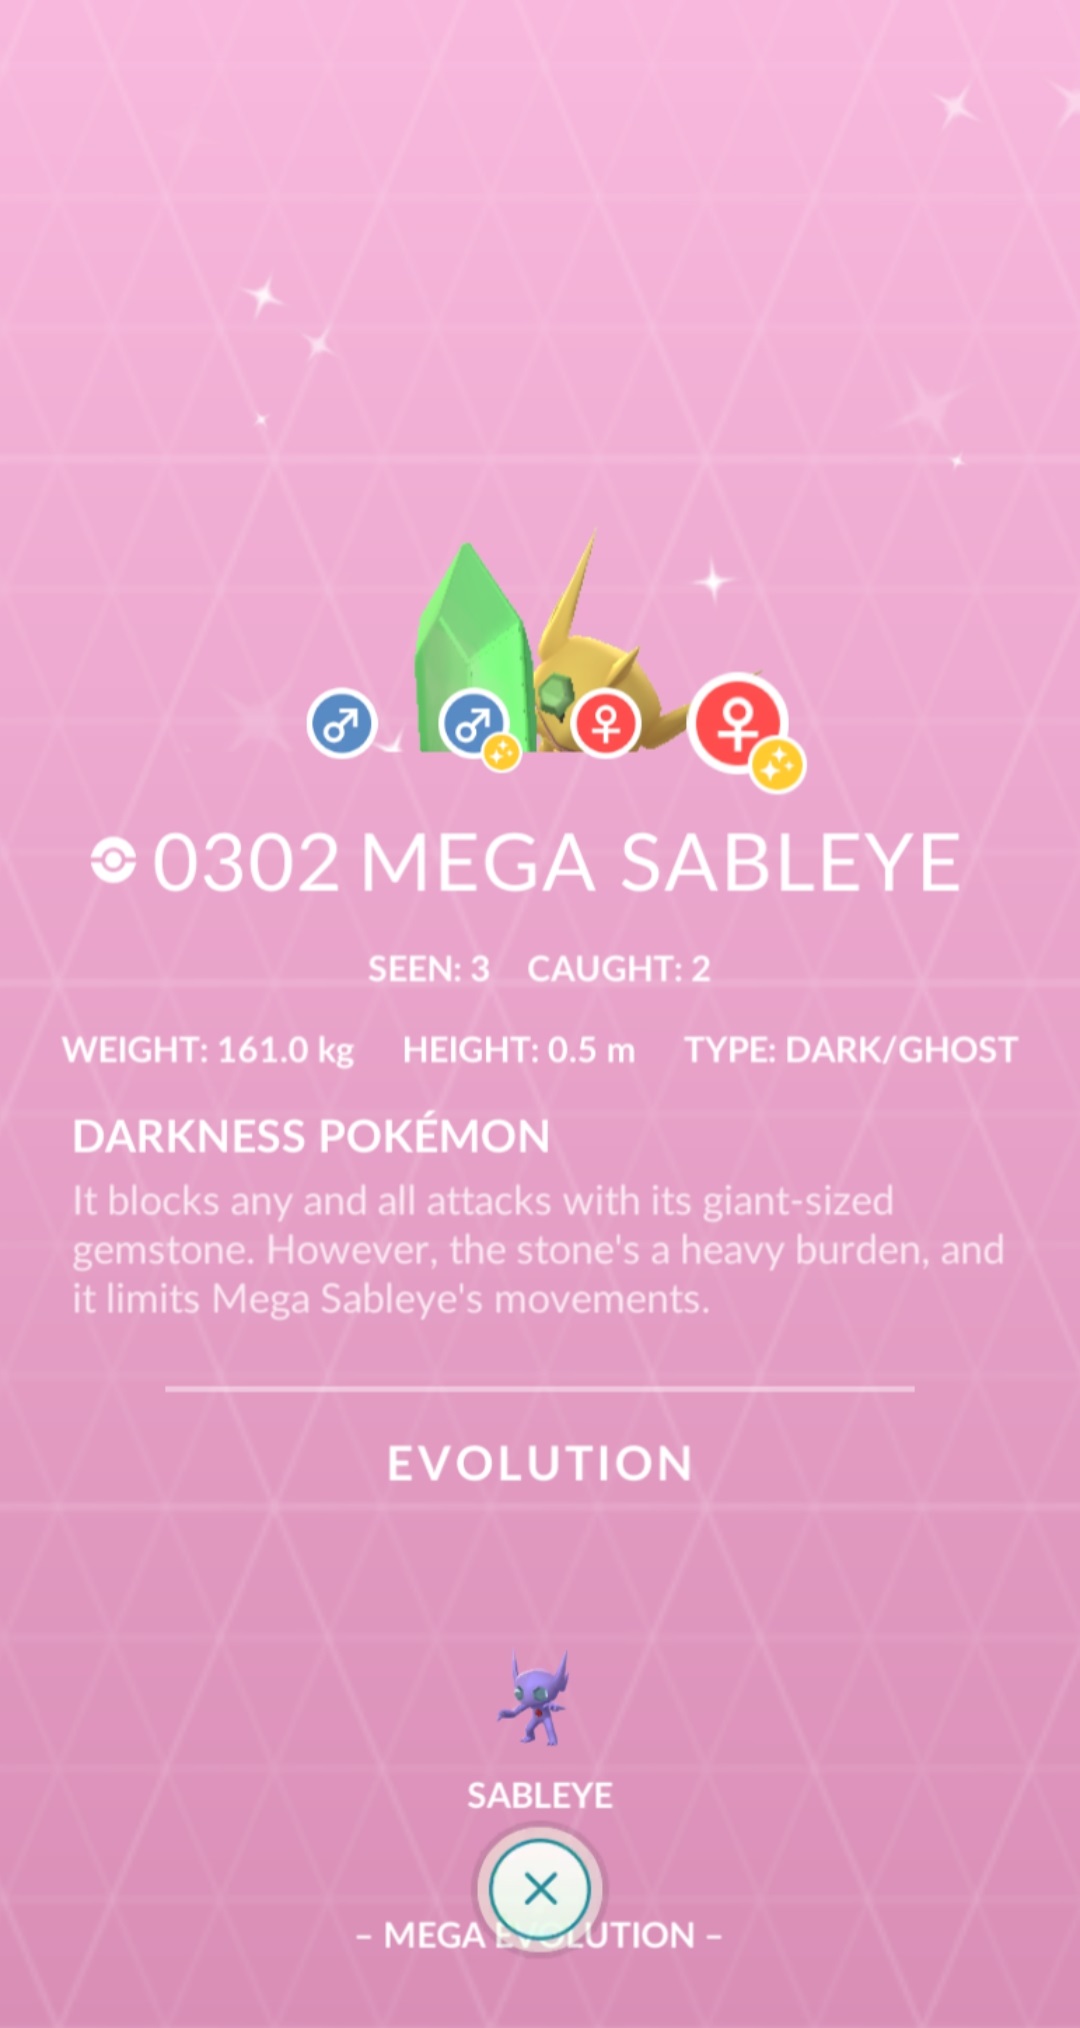 0302 MEGA SABLEYE
SEEN: 3 CAUGHT: 2
WEIGHT: 161.0 kg HEIGHT: 0.5 m TYPE: DARK/GHOST
DARKNESS POKÉMON
It blocks any and all attacks with its giant-sized
gemstone. However, the stone's a heavy burden, and
it limits Mega Sableye's movements.
EVOLUTION
SABLEYE
– MEGA EVOLUTION –